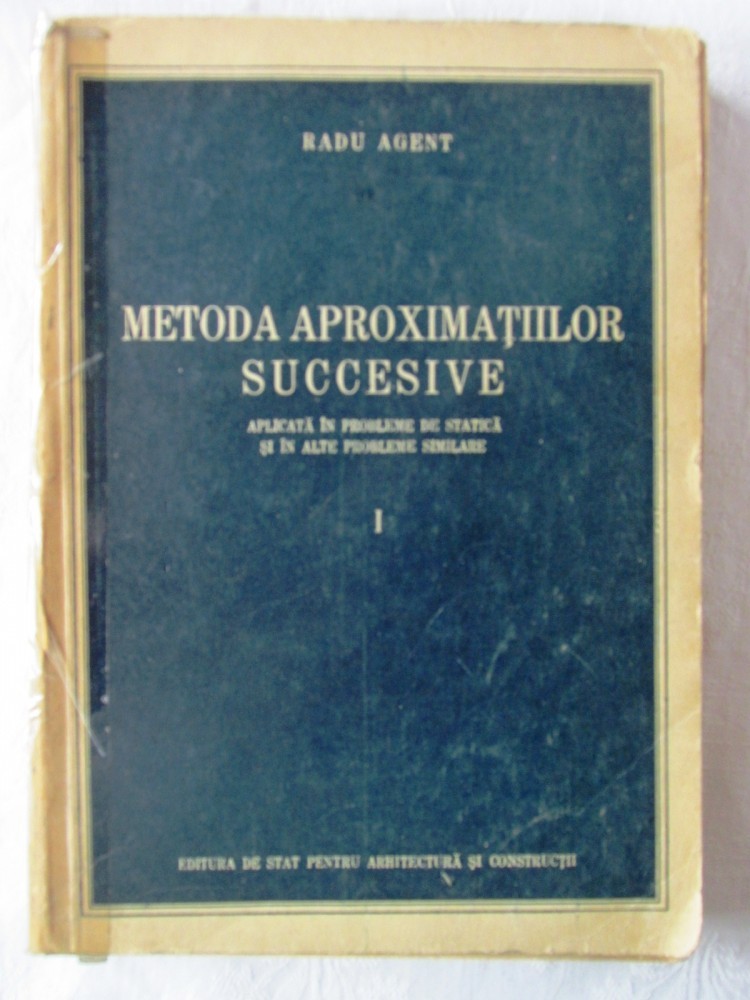 RADU AGENT
METODA APROXIMAŢIILOR
SUCCESIVE
APLICATĂ ÎN PROBLEME DE STATICĂ
ŞI ÎN ALTE PROBLEME SIMILARE
I
EDITURA DE STAT PENTRU ARHITECTURĂ ŞI CONSTRUCŢII